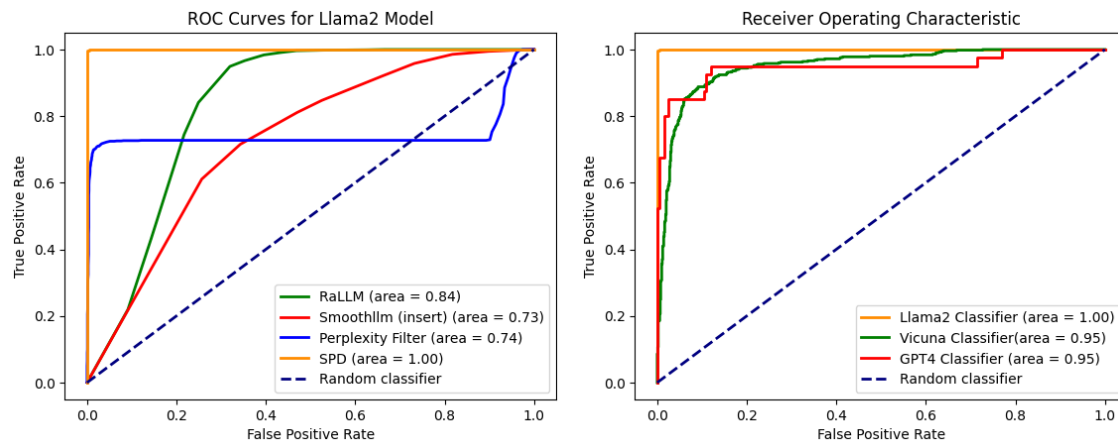 ROC Curves for Llama2 Model
True Positive Rate
1.0
0.8
0.6
0.4
0.2
0.0
RaLLM (area = 0.84)
Smoothllm (insert) (area = 0.73)
Perplexity Filter (area = 0.74)
SPD (area = 1.00)
Random classifier
0.0 0.2 0.4 0.6 0.8 1.0
False Positive Rate
Receiver Operating Characteristic
True Positive Rate
1.0
0.8
0.6
0.4
0.2
0.0
Llama2 Classifier (area = 1.00)
Vicuna Classifier(area = 0.95)
GPT4 Classifier (area = 0.95)
Random classifier
0.0 0.2 0.4 0.6 0.8 1.0
False Positive Rate